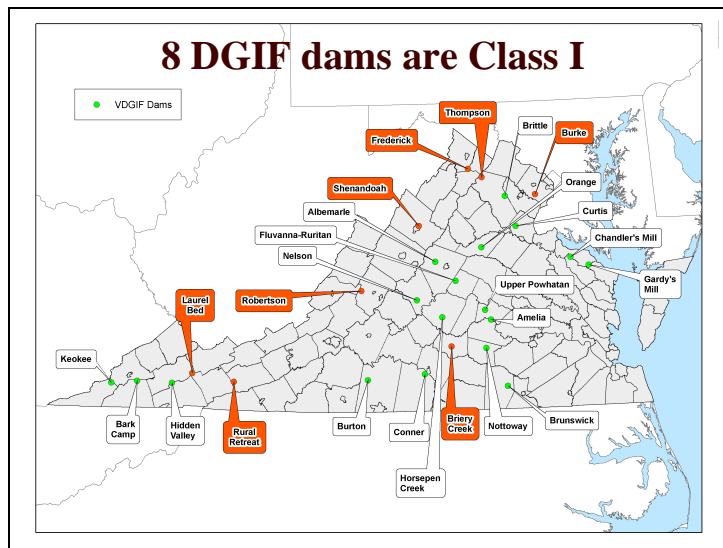 8 DGIF dams are Class I
VDGIF Dams
Thompson
Brittle
Burke
Frederick
Orange
Shenandoah
Albemarle
Curtis
Fluvanna-Ruritan
Chandler's Mill
Nelson
Gardy's
Mill
Upper Powhatan
Laurel
Bed
Robertson
Amelia
Keokee
Bark
Camp
Hidden
Valley
Rural
Retreat
Burton
Conner
Briery
Creek
Nottoway
Brunswick
Horsepen
Creek